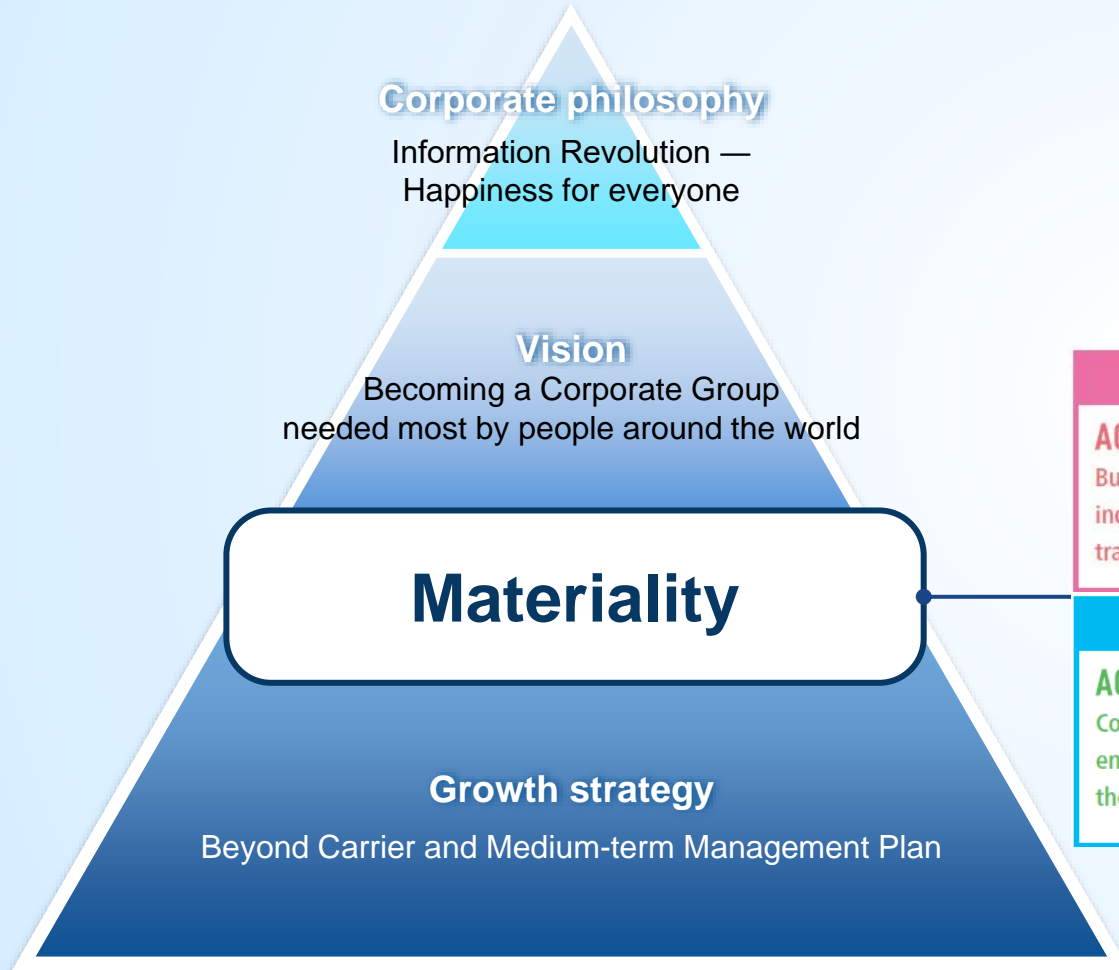 Corporate philosophy
Information Revolution —
Happiness for everyone
Vision
Becoming a Corporate Group
needed most by people around the world
Materiality
Growth strategy
Beyond Carrier and Medium-term Management Plan